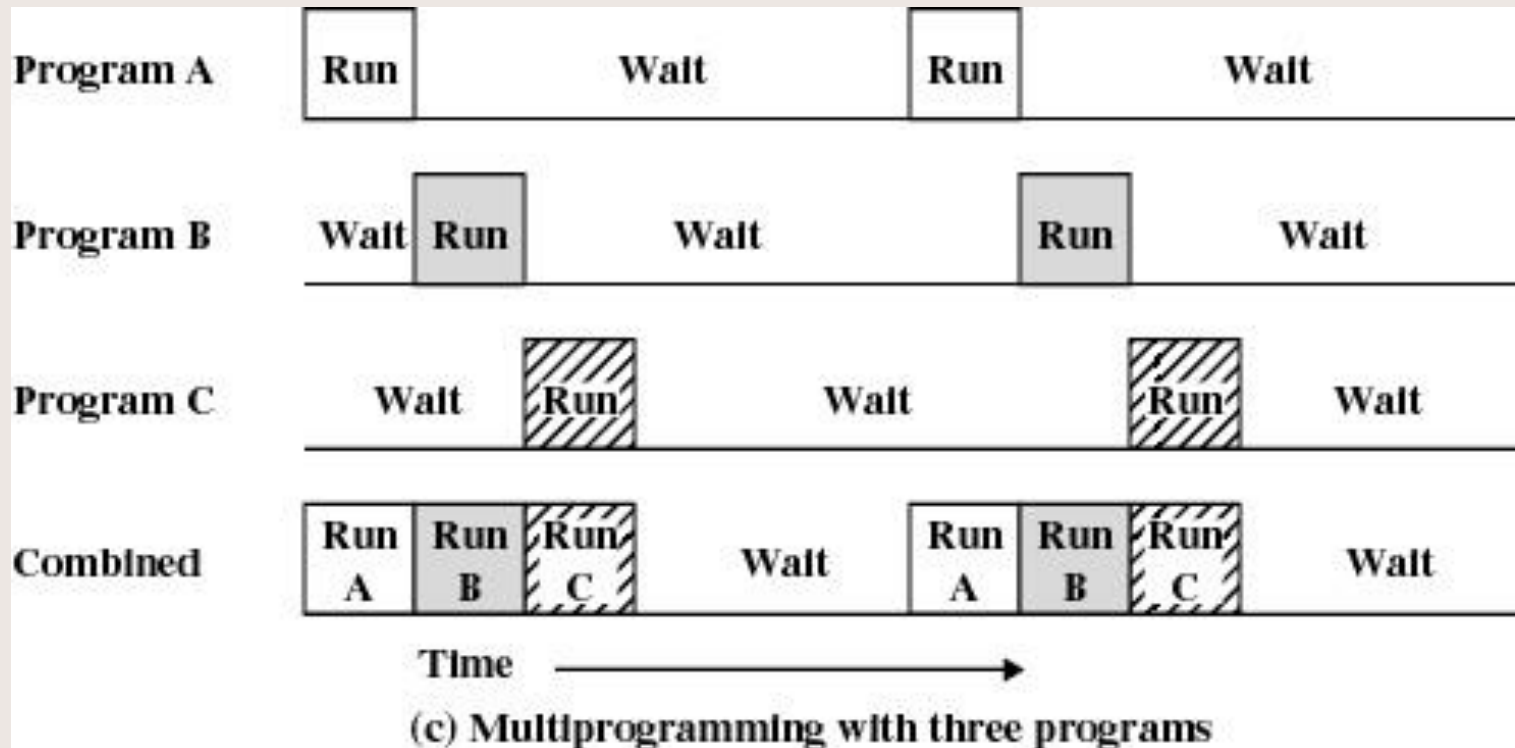 Program A Run Wait Run Wait
Program B Wait Run Wait Run Wait
Program C Wait Run Wait Run Wait
Combined Run A Run B Run C Wait Run A Run B Run C Wait
Time
(c) Multiprogramming with three programs